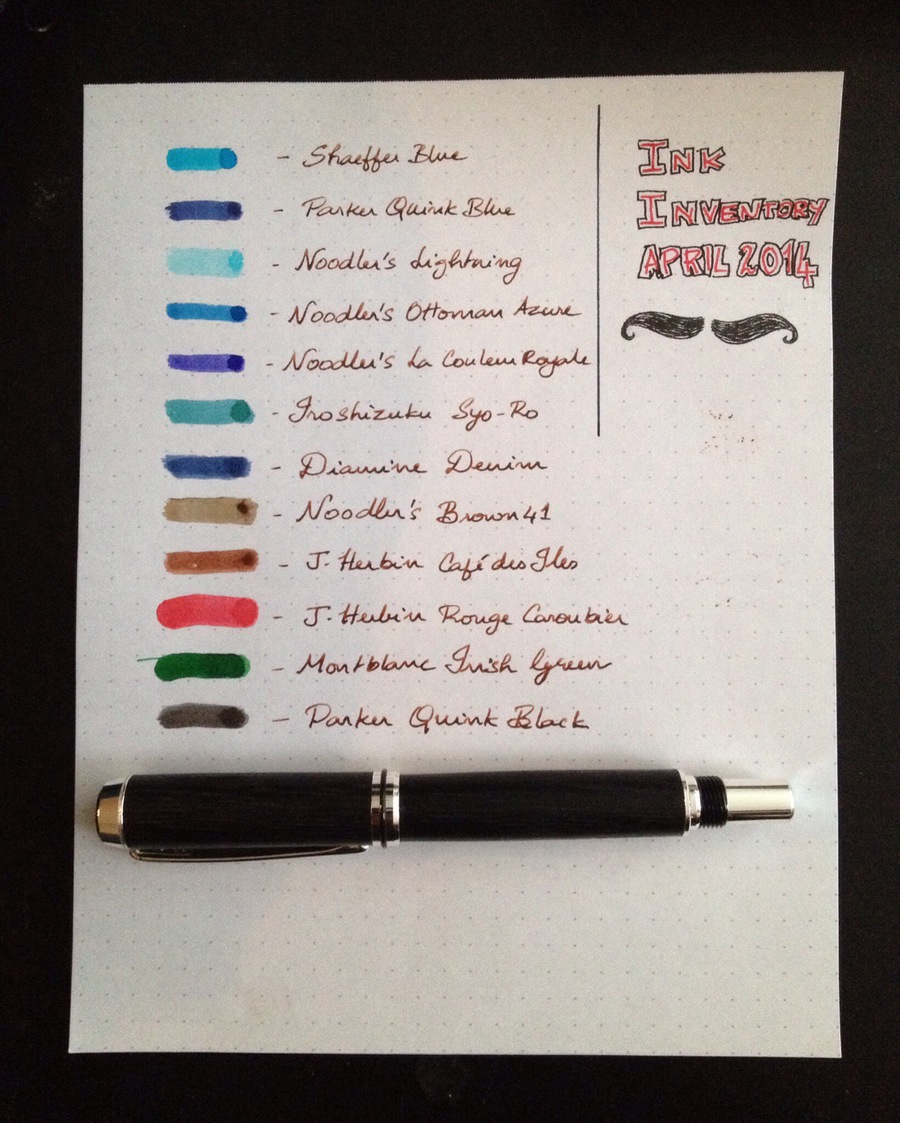 - Shaeffer Blue
- Parker Quink Blue
- Noodler's Lightning
- Noodler's Ottoman Azure
- Noodler's La Couleur Royale
- Iroshizuku Syo-Ro
- Diamine Denim
- Noodler's Brown 41
- J. Herbin Café des Iles
- J. Herbin Rouge Caroubier
- Montblanc Irish Green
- Parker Quink Black
INK
INVENTORY
APRIL 2014